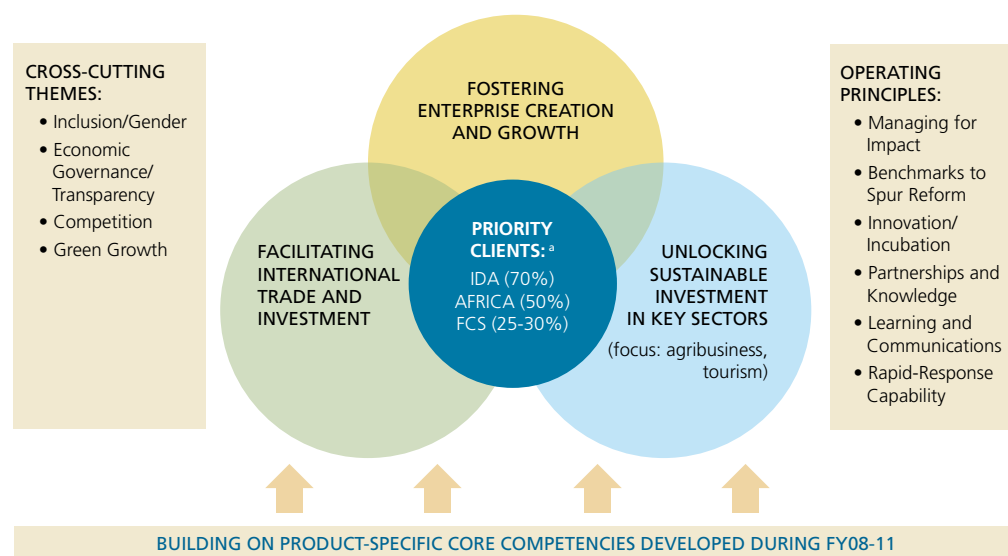 CROSS-CUTTING
THEMES:
• Inclusion/Gender
• Economic
Governance/
Transparency
• Competition
• Green Growth
FOSTERING
ENTERPRISE CREATION
AND GROWTH
FACILITATING
INTERNATIONAL
TRADE AND
INVESTMENT
PRIORITY
CLIENTS: a
IDA (70%)
AFRICA (50%)
FCS (25-30%)
UNLOCKING
SUSTAINABLE
INVESTMENT
IN KEY SECTORS
(focus: agribusiness,
tourism)
OPERATING
PRINCIPLES:
• Managing for
Impact
• Benchmarks to
Spur Reform
• Innovation/
Incubation
• Partnerships and
Knowledge
• Learning and
Communications
• Rapid-Response
Capability
BUILDING ON PRODUCT-SPECIFIC CORE COMPETENCIES DEVELOPED DURING FY08-11